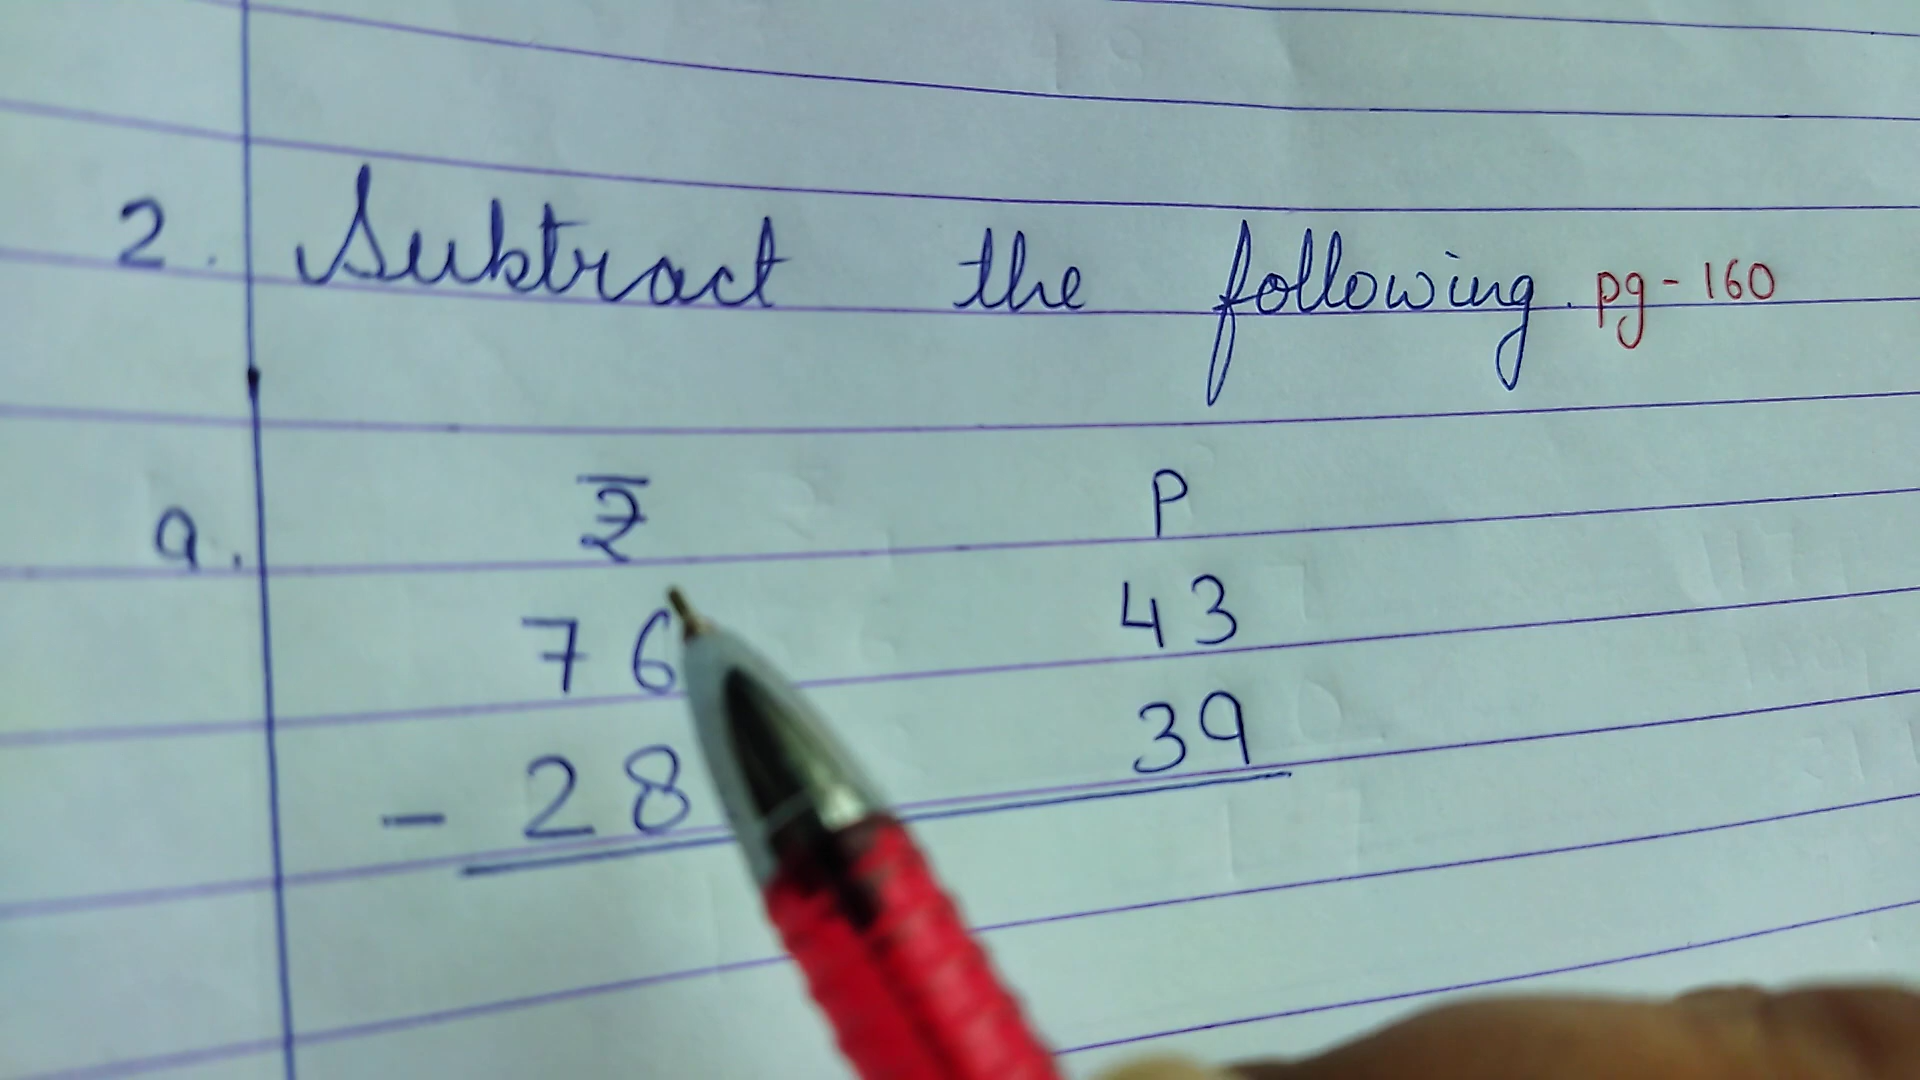 2. Subtract the following. pg - 160
a. ₹ P
76 43
- 28 39